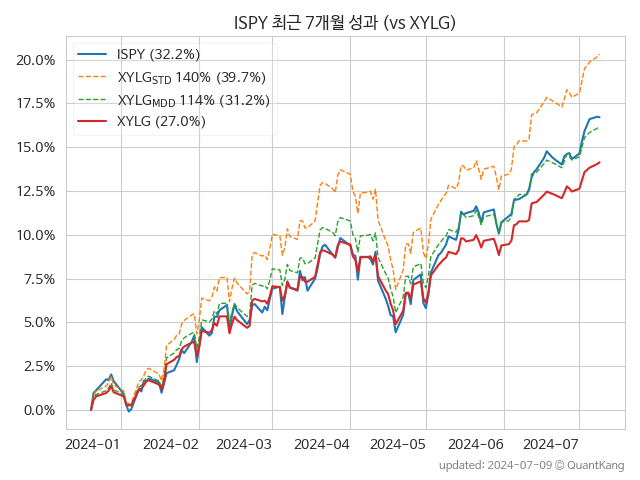 ISPY 최근 7개월 성과 (vs XYLG)
ISPY (32.2%)
XYLG_STD 140% (39.7%)
XYLG_MDD 114% (31.2%)
XYLG (27.0%)
20.0%
17.5%
15.0%
12.5%
10.0%
7.5%
5.0%
2.5%
0.0%
2024-01 2024-02 2024-03 2024-04 2024-05 2024-06 2024-07
updated: 2024-07-09 © QuantKang